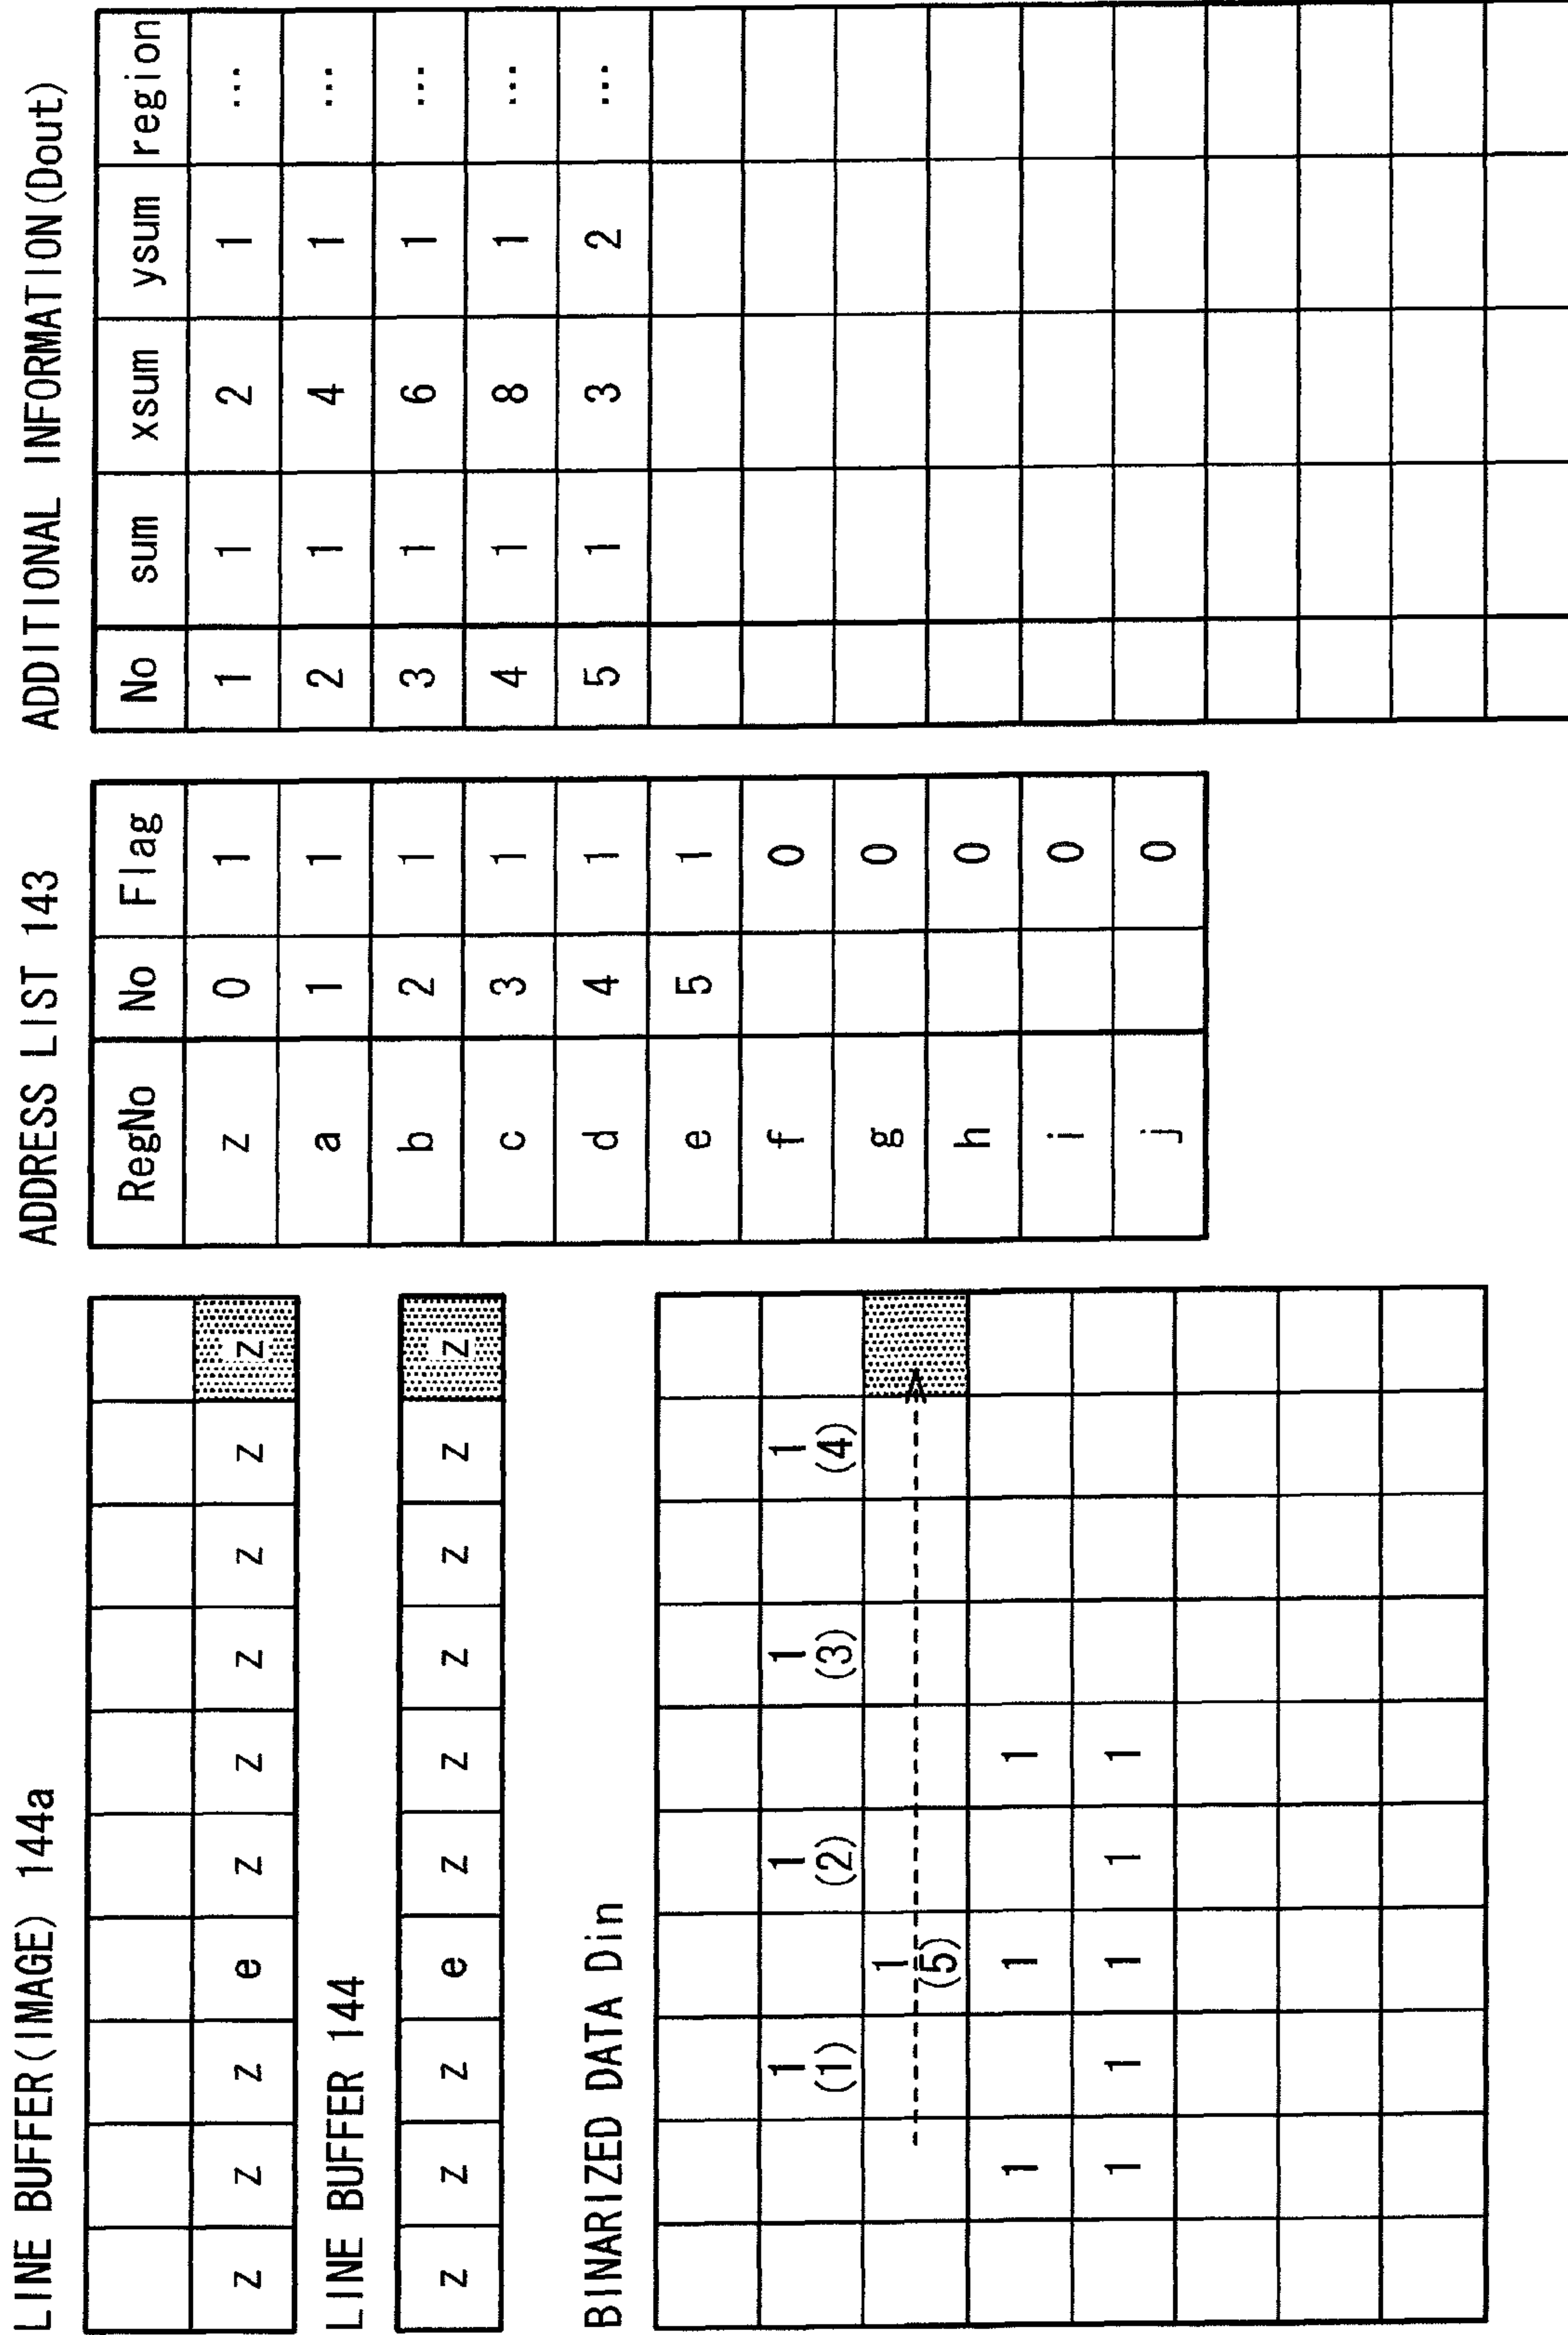 LINE BUFFER(IMAGE) 144a
z z z e z z z z z z
LINE BUFFER 144
z z z e z z z z z z
BINARIZED DATA Din
1 1 1 1
(1) (2) (3) (4)
1
(5)
1 1 1
1 1 1 1 1
ADDRESS LIST 143
RegNo No Flag
z 0 1
a 1 1
b 2 1
c 3 1
d 4 1
e 5 1
f 0
g 0
h 0
i 0
j 0
ADDITIONAL INFORMATION(Dout)
No sum xsum ysum region
1 1 2 1 ...
2 1 4 1 ...
3 1 6 1 ...
4 1 8 1 ...
5 1 3 2 ...